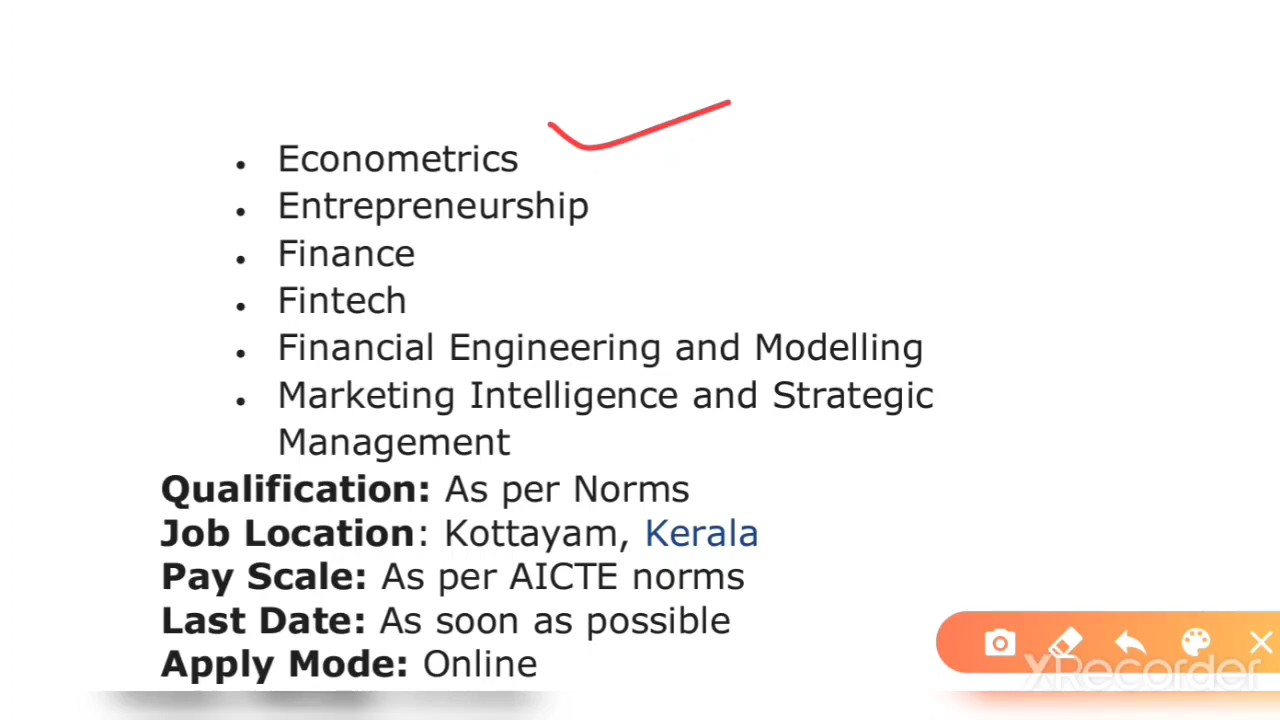 • Econometrics
• Entrepreneurship
• Finance
• Fintech
• Financial Engineering and Modelling
• Marketing Intelligence and Strategic
Management
Qualification: As per Norms
Job Location: Kottayam, Kerala
Pay Scale: As per AICTE norms
Last Date: As soon as possible
Apply Mode: Online
XRecorder